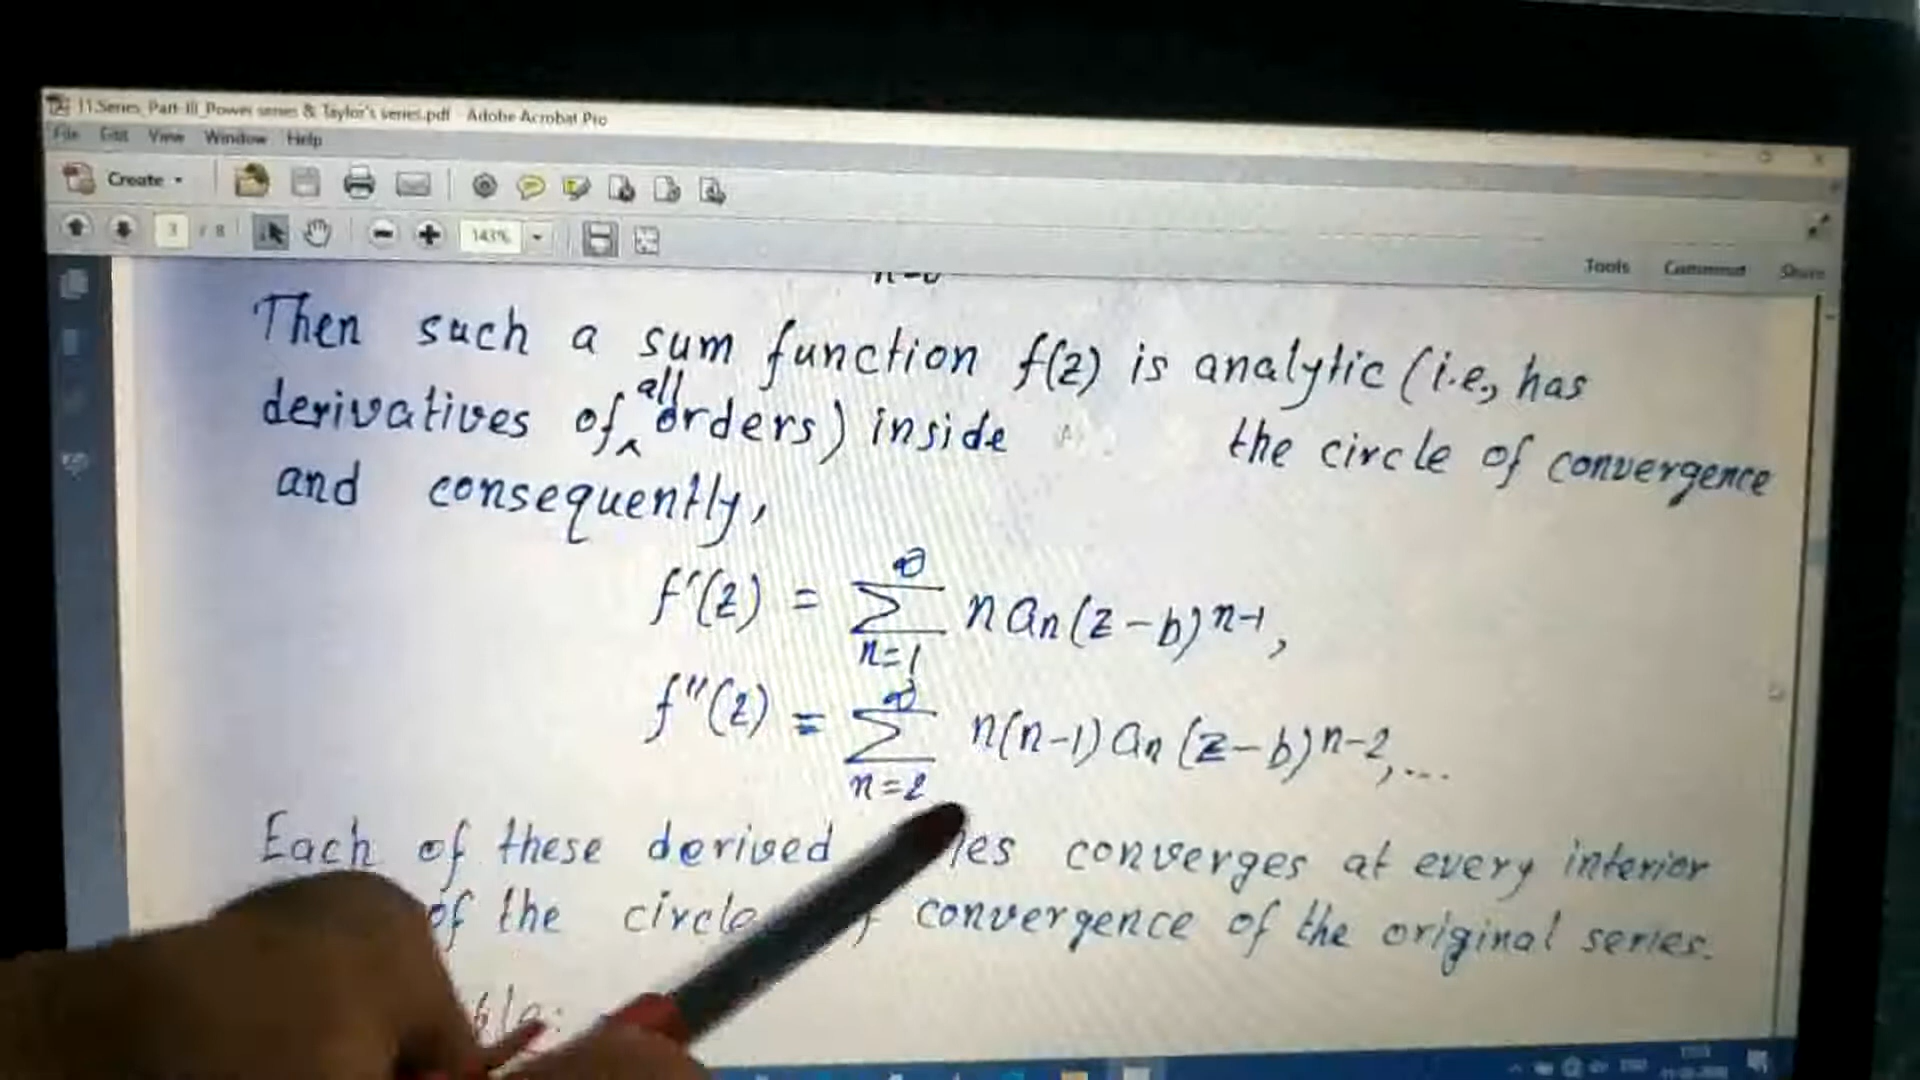 11.Series_Part-III_Power series & Taylor's series.pdf - Adobe Acrobat Pro
File Edit View Window Help
Create
3 / 8 143%
Tools Comment Share
n=0
Then such a sum function f(z) is analytic (i.e, has
derivatives of ^all orders) inside the circle of convergence
and consequently,
f'(z) = ∑_{n=1}^{∞} n an (z-b)^{n-1},
f''(z) = ∑_{n=2}^{∞} n(n-1) an (z-b)^{n-2}, ...
Each of these derived converges at every interior
of the circle convergence of the original series.